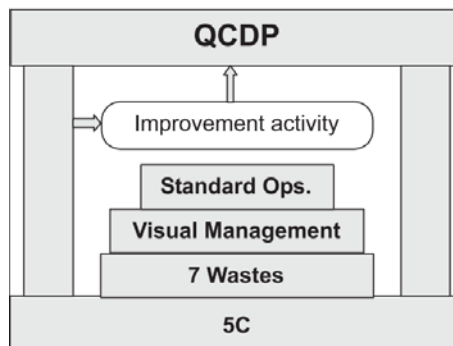 QCDP
Improvement activity
Standard Ops.
Visual Management
7 Wastes
5C